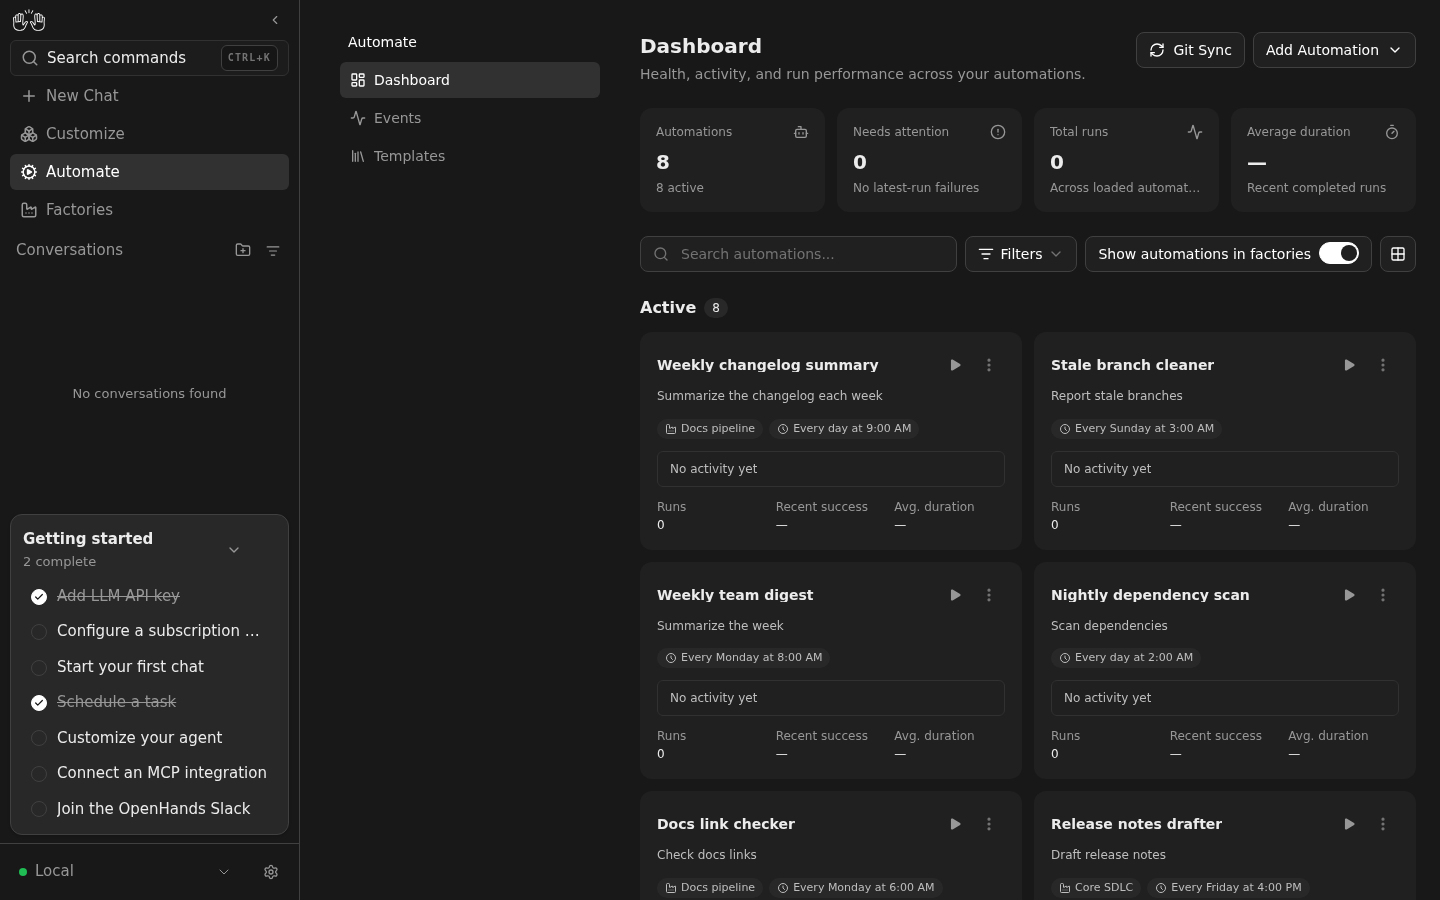 Search commands CTRL+K
New Chat
Customize
Automate
Factories
Conversations
No conversations found
Getting started
2 complete
Add LLM API key
Configure a subscription ...
Start your first chat
Schedule a task
Customize your agent
Connect an MCP integration
Join the OpenHands Slack
Local
Automate
Dashboard
Events
Templates
Dashboard
Health, activity, and run performance across your automations.
Git Sync
Add Automation
Automations
8
8 active
Needs attention
0
No latest-run failures
Total runs
0
Across loaded automat...
Average duration
—
Recent completed runs
Search automations...
Filters
Show automations in factories
Active 8
Weekly changelog summary
Summarize the changelog each week
Docs pipeline Every day at 9:00 AM
No activity yet
Runs Recent success Avg. duration
0 — —
Stale branch cleaner
Report stale branches
Every Sunday at 3:00 AM
No activity yet
Runs Recent success Avg. duration
0 — —
Weekly team digest
Summarize the week
Every Monday at 8:00 AM
No activity yet
Runs Recent success Avg. duration
0 — —
Nightly dependency scan
Scan dependencies
Every day at 2:00 AM
No activity yet
Runs Recent success Avg. duration
0 — —
Docs link checker
Check docs links
Docs pipeline Every Monday at 6:00 AM
Release notes drafter
Draft release notes
Core SDLC Every Friday at 4:00 PM